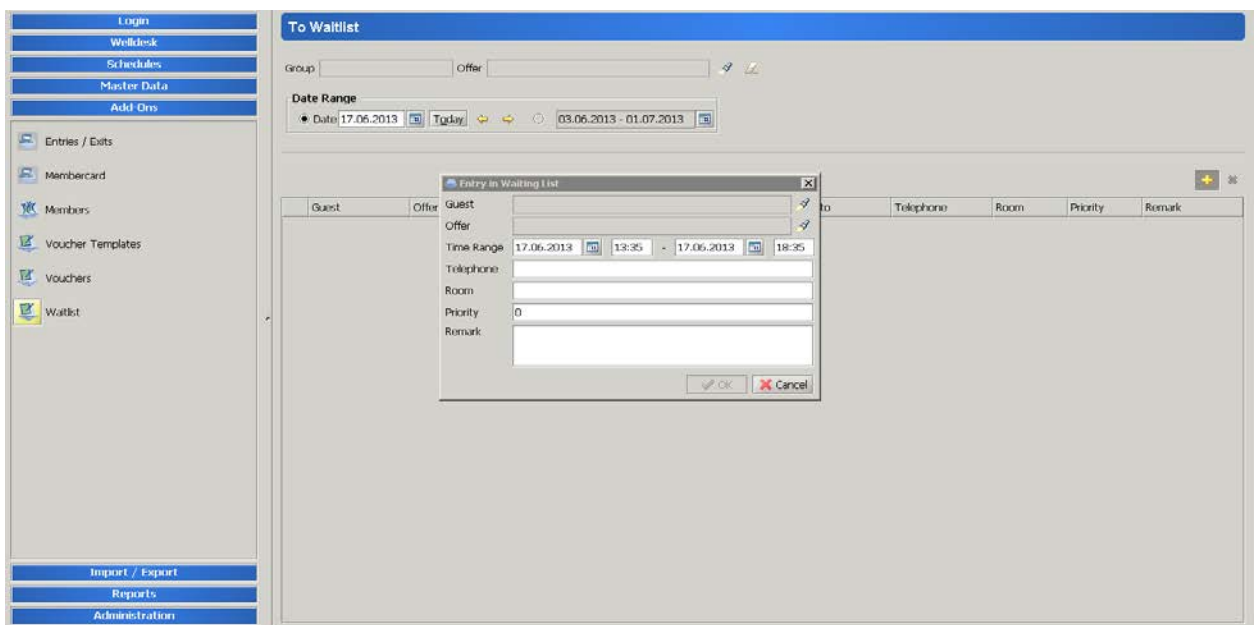 Login
Welldesk
Schedules
Master Data
Add-Ons
Entries / Exits
Membercard
Members
Voucher Templates
Vouchers
Waitlist
Import / Export
Reports
Administration
To Waitlist
Group Offer
Date Range
Date 17.06.2013 Today 03.06.2013 - 01.07.2013
Guest Offer to Telephone Room Priority Remark
Entry in Waiting List
Guest
Offer
Time Range 17.06.2013 13:35 - 17.06.2013 18:35
Telephone
Room
Priority 0
Remark
OK Cancel